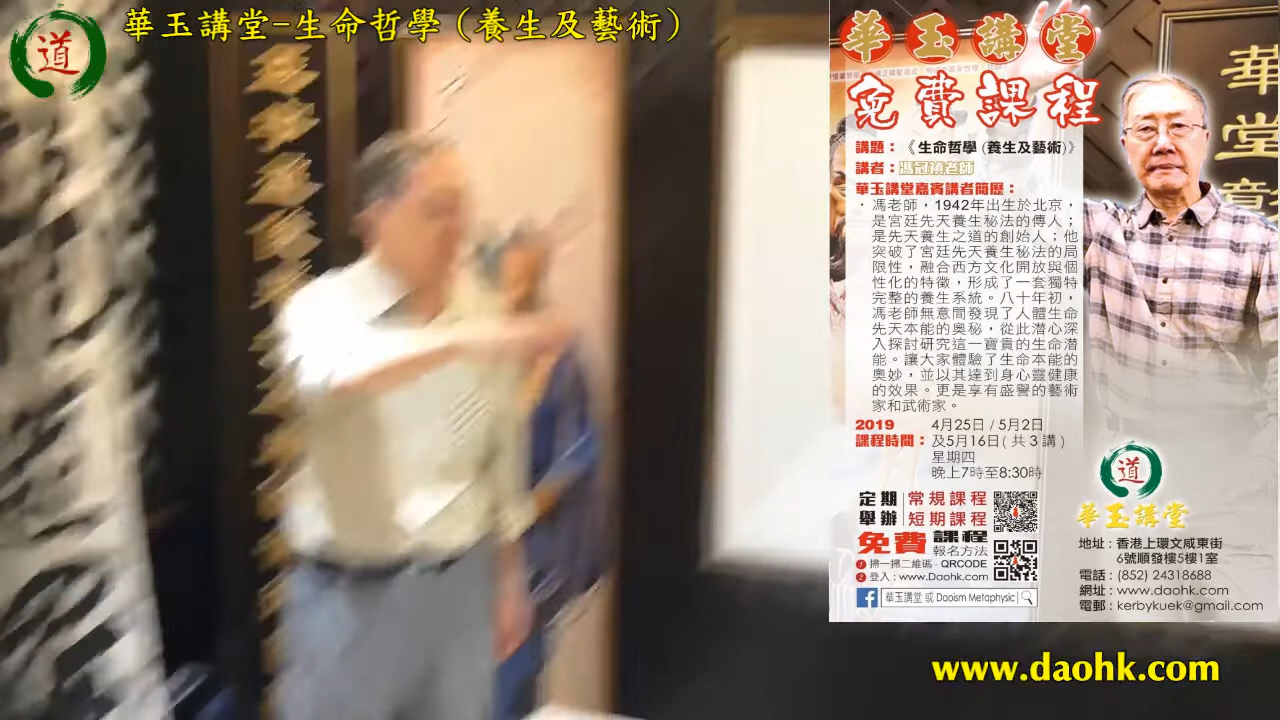 道
華玉講堂-生命哲學（養生及藝術）
華玉講堂
免費課程
講題：《生命哲學 (養生及藝術)》
講者：馮冠禎老師
華玉講堂嘉賓講者簡歷：
· 馮老師，1942年出生於北京，
是宮廷先天養生秘法的傳人；
是先天養生之道的創始人；他
突破了宮廷先天養生秘法的局
限性，融合西方文化開放與個
性化的特徵，形成了一套獨特
完整的養生系統。八十年初，
馮老師無意間發現了人體生命
先天本能的奧秘，從此潛心深
入探討研究這一寶貴的生命潛
能。讓大家體驗了生命本能的
奧妙，並以其達到身心靈健康
的效果。更是享有盛譽的藝術
家和武術家。
2019 4月25日 / 5月2日
課程時間：及5月16日( 共 3 講 )
星期四
晚上7時至8:30時
定期 常規課程
舉辦 短期課程
免費課程
報名方法
1 掃一掃二維碼 - QRCODE
2 登入 : www.Daohk.com
華玉講堂 或 Daoism Metaphysic
華
堂
道
華玉講堂
地址 : 香港上環文咸東街
6號順發樓5樓1室
電話 : (852) 24318688
網址 : www.daohk.com
電郵 : kerbykuek@gmail.com
www.daohk.com